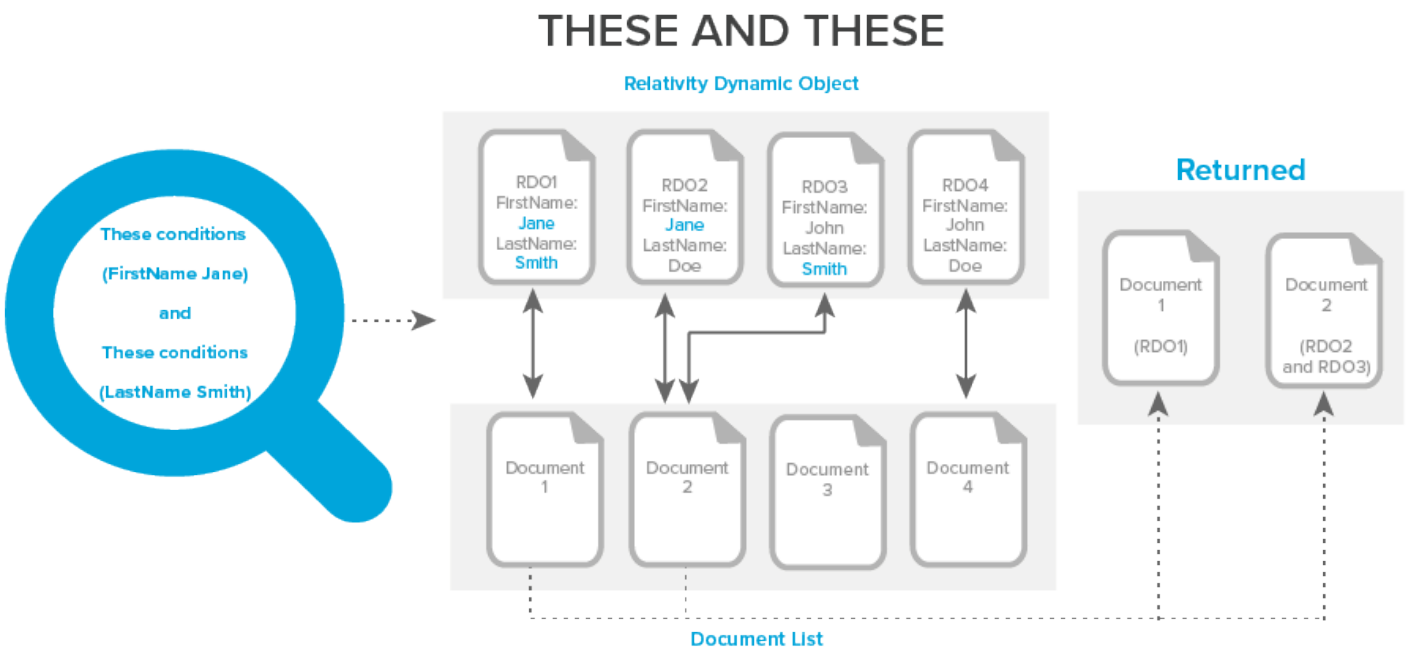 THESE AND THESE
Relativity Dynamic Object
These conditions
(FirstName Jane)
and
These conditions
(LastName Smith)
RDO1
FirstName:
Jane
LastName:
Smith
RDO2
FirstName:
Jane
LastName:
Doe
RDO3
FirstName:
John
LastName:
Smith
RDO4
FirstName:
John
LastName:
Doe
Document
1
Document
2
Document
3
Document
4
Document List
Returned
Document
1
(RDO1)
Document
2
(RDO2
and RDO3)